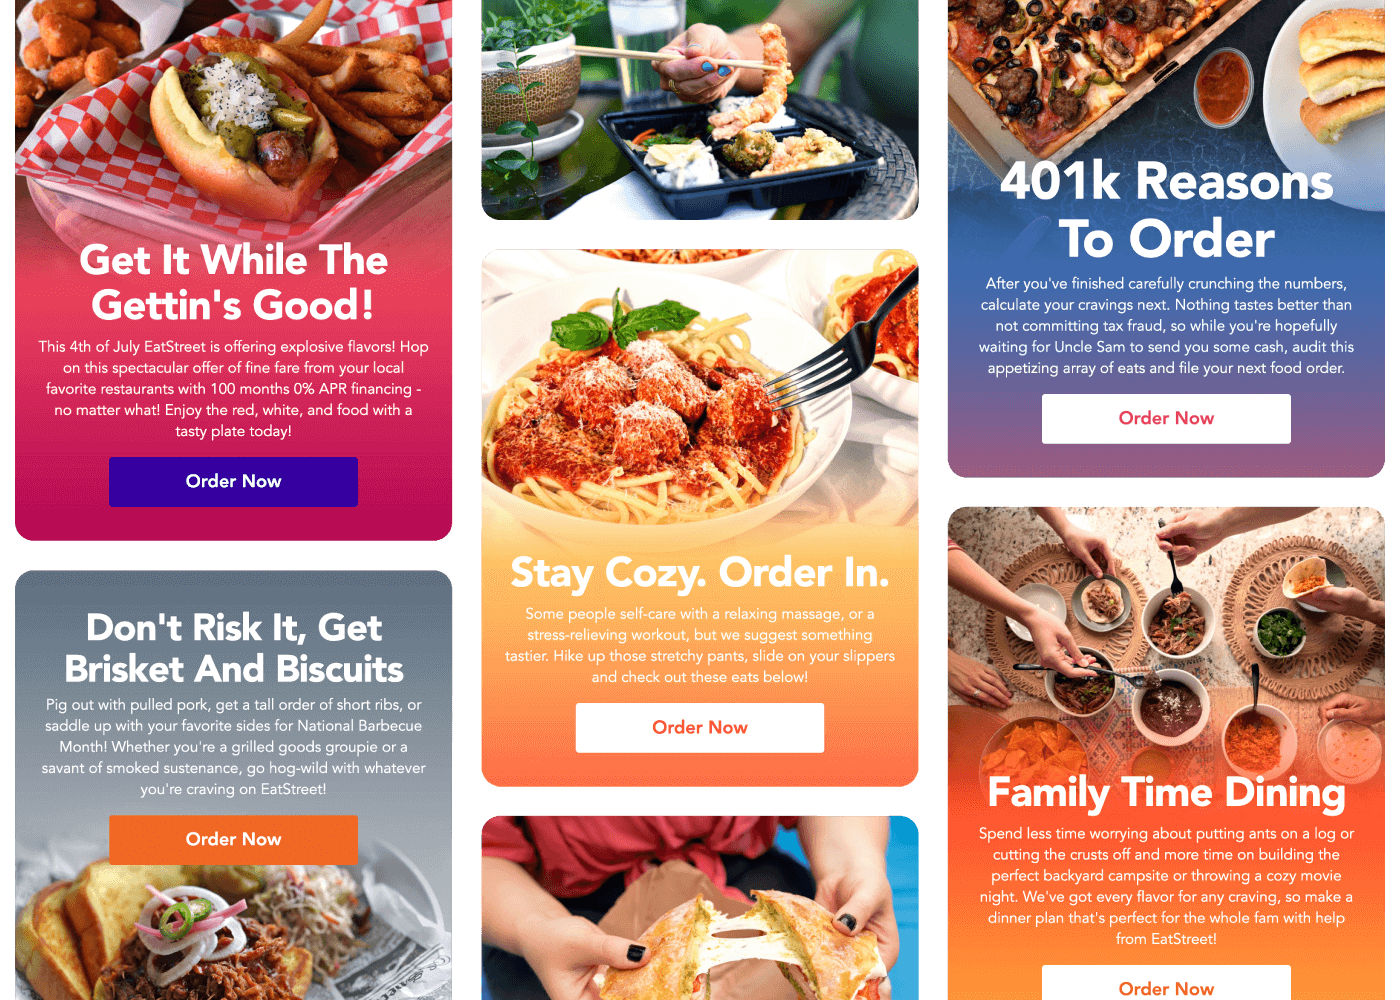 Get It While The
Gettin's Good!
This 4th of July EatStreet is offering explosive flavors! Hop
on this spectacular offer of fine fare from your local
favorite restaurants with 100 months 0% APR financing -
no matter what! Enjoy the red, white, and food with a
tasty plate today!
Order Now
Don't Risk It, Get
Brisket And Biscuits
Pig out with pulled pork, get a tall order of short ribs, or
saddle up with your favorite sides for National Barbecue
Month! Whether you're a grilled goods groupie or a
savant of smoked sustenance, go hog-wild with whatever
you're craving on EatStreet!
Order Now
Stay Cozy. Order In.
Some people self-care with a relaxing massage, or a
stress-relieving workout, but we suggest something
tastier. Hike up those stretchy pants, slide on your slippers
and check out these eats below!
Order Now
401k Reasons
To Order
After you've finished carefully crunching the numbers,
calculate your cravings next. Nothing tastes better than
not committing tax fraud, so while you're hopefully
waiting for Uncle Sam to send you some cash, audit this
appetizing array of eats and file your next food order.
Order Now
Family Time Dining
Spend less time worrying about putting ants on a log or
cutting the crusts off and more time on building the
perfect backyard campsite or throwing a cozy movie
night. We've got every flavor for any craving, so make a
dinner plan that's perfect for the whole fam with help
from EatStreet!
Order Now